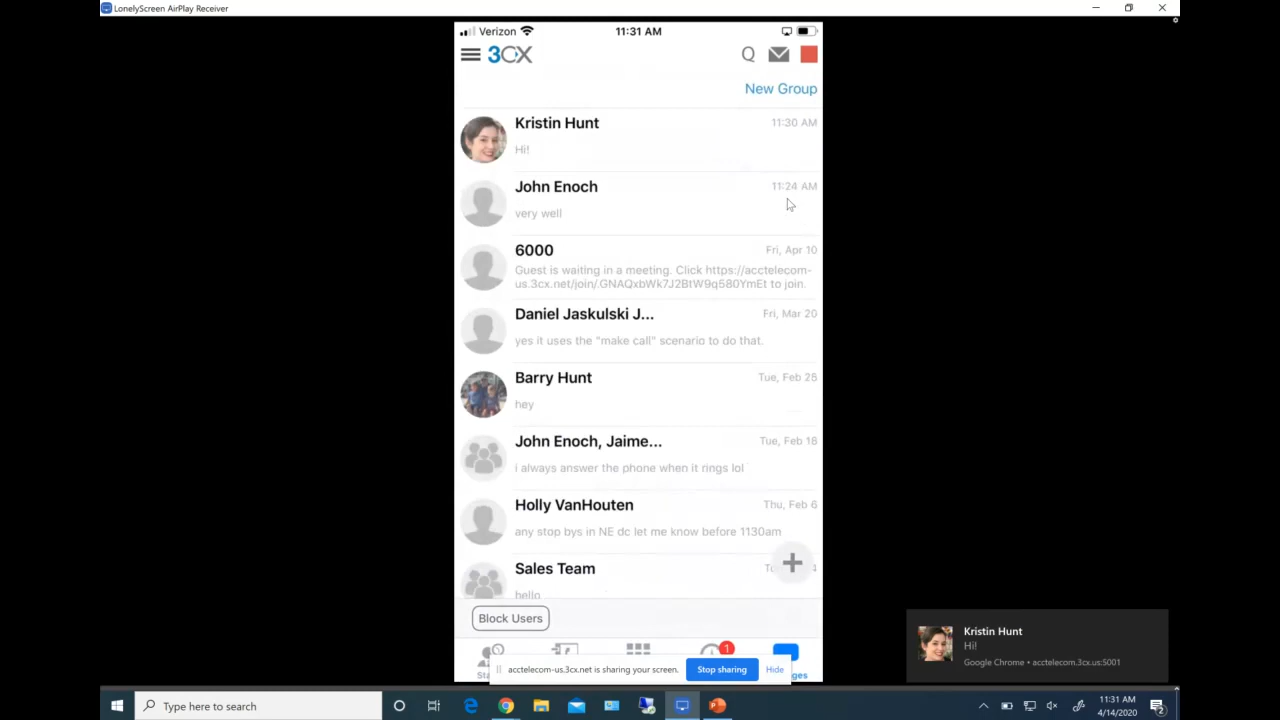 LonelyScreen AirPlay Receiver
Verizon
11:31 AM
3CX
New Group
Kristin Hunt
11:30 AM
Hi!
John Enoch
11:24 AM
very well
6000
Fri, Apr 10
Guest is waiting in a meeting. Click https://acctelecom-
us.3cx.net/join/.GNAQxbWk7J2BtW9q580YmEt to join.
Daniel Jaskulski J...
Fri, Mar 20
yes it uses the "make call" scenario to do that.
Barry Hunt
Tue, Feb 28
hey
John Enoch, Jaime...
Tue, Feb 18
i always answer the phone when it rings lol
Holly VanHouten
Thu, Feb 6
any stop bys in NE dc let me know before 1130am
Sales Team
hello
Block Users
1
acctelecom-us.3cx.net is sharing your screen.
Stop sharing
Hide
Kristin Hunt
Hi!
Google Chrome • acctelecom.3cx.us:5001
Type here to search
11:31 AM
4/14/2020
2